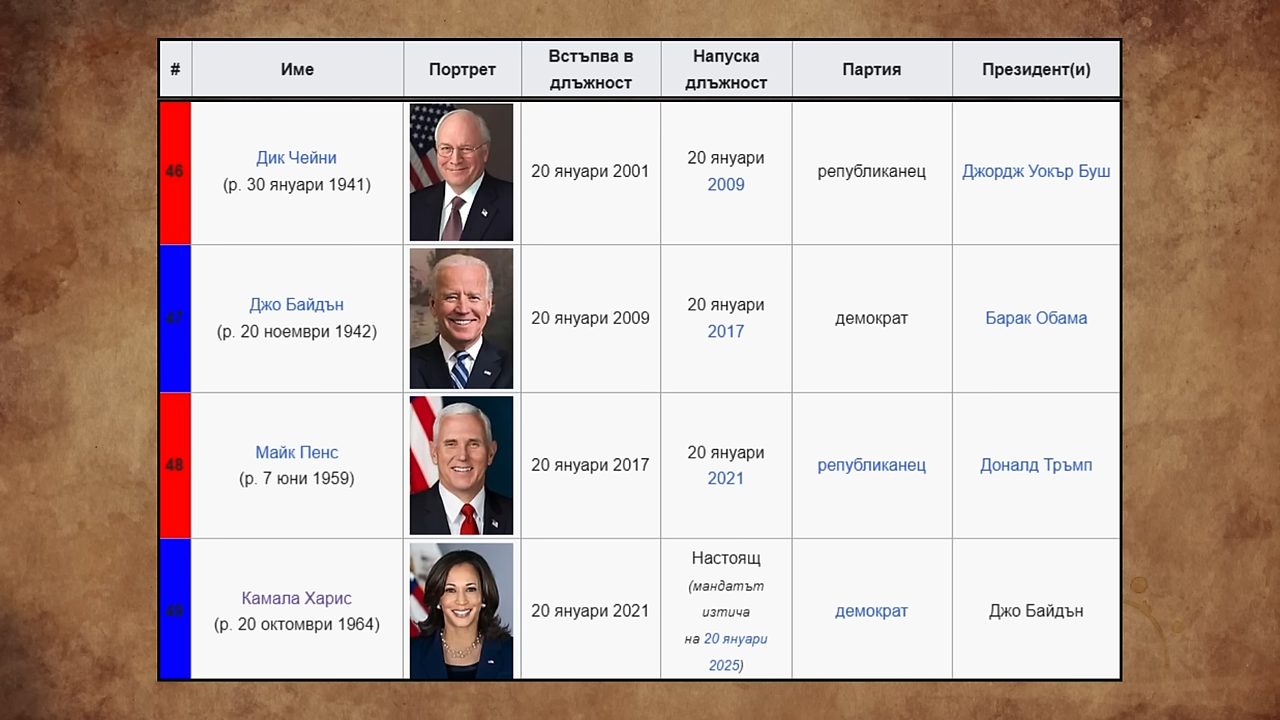 #
Име
Портрет
Встъпва в
длъжност
Напуска
длъжност
Партия
Президент(и)
46
Дик Чейни
(р. 30 януари 1941)
20 януари 2001
20 януари
2009
републиканец
Джордж Уокър Буш
47
Джо Байдън
(р. 20 ноември 1942)
20 януари 2009
20 януари
2017
демократ
Барак Обама
48
Майк Пенс
(р. 7 юни 1959)
20 януари 2017
20 януари
2021
републиканец
Доналд Тръмп
49
Камала Харис
(р. 20 октомври 1964)
20 януари 2021
Настоящ
(мандатът
изтича
на 20 януари
2025)
демократ
Джо Байдън